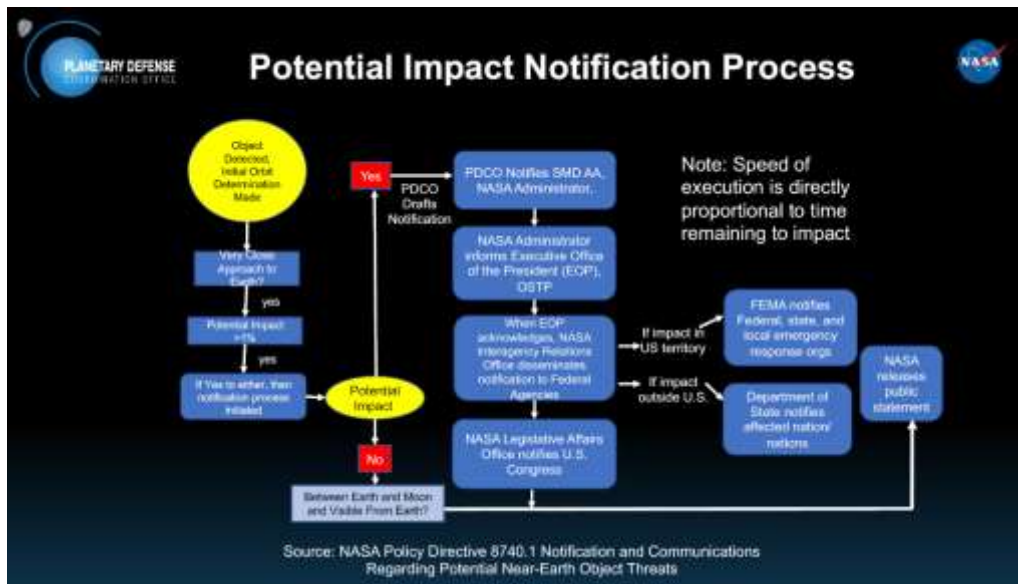 PLANETARY DEFENSE
COORDINATION OFFICE
Potential Impact Notification Process
NASA
Object
Detected,
Initial Orbit
Determination
Made
Very Close
Approach to
Earth?
yes
Potential Impact
>1%
yes
If Yes to either, then
notification process
initiated
Potential
Impact
Yes
PDCO
Drafts
Notification
No
Between Earth and Moon
and Visible From Earth?
PDCO Notifies SMD AA,
NASA Administrator.
NASA Administrator
informs Executive Office
of the President (EOP),
OSTP
When EOP
acknowledges, NASA
Interagency Relations
Office disseminates
notification to Federal
Agencies
NASA Legislative Affairs
Office notifies U.S.
Congress
If impact in
US territory
If impact
outside U.S.
FEMA notifies
Federal, state, and
local emergency
response orgs
Department of
State notifies
affected nation/
nations
NASA
releases
public
statement
Note: Speed of
execution is directly
proportional to time
remaining to impact
Source: NASA Policy Directive 8740.1 Notification and Communications
Regarding Potential Near-Earth Object Threats